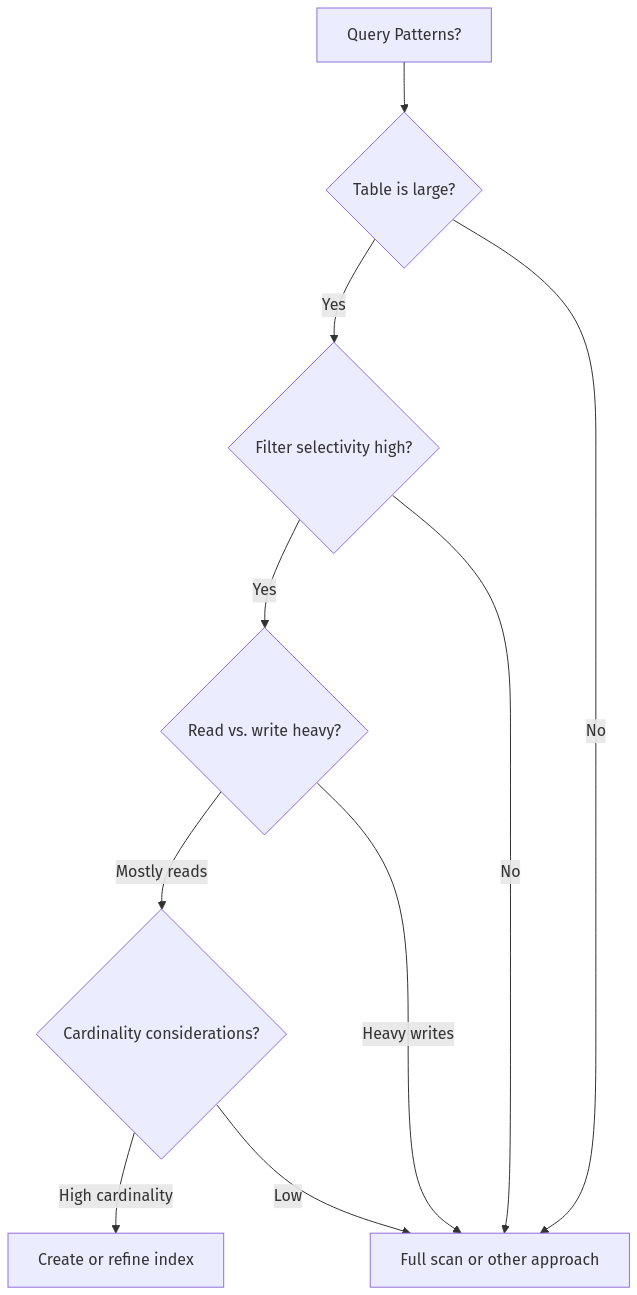 Query Patterns?
Table is large?
Yes
Filter selectivity high?
Yes
Read vs. write heavy?
No
Mostly reads
No
Cardinality considerations?
Heavy writes
High cardinality
Low
Create or refine index
Full scan or other approach